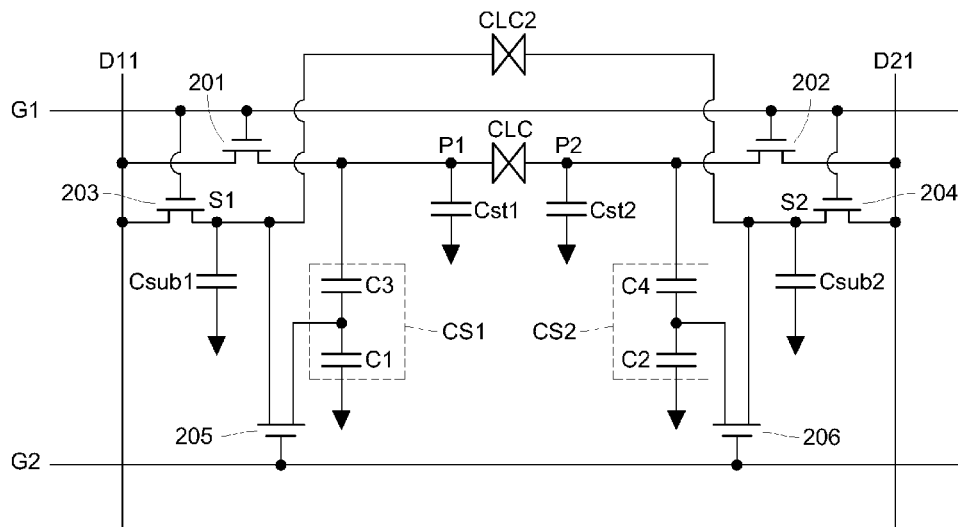 CLC2
D11
D21
201
202
G1
P1
CLC
P2
203
S1
S2
204
Cst1
Cst2
Csub1
C3
C4
Csub2
CS1
CS2
C1
C2
205
206
G2